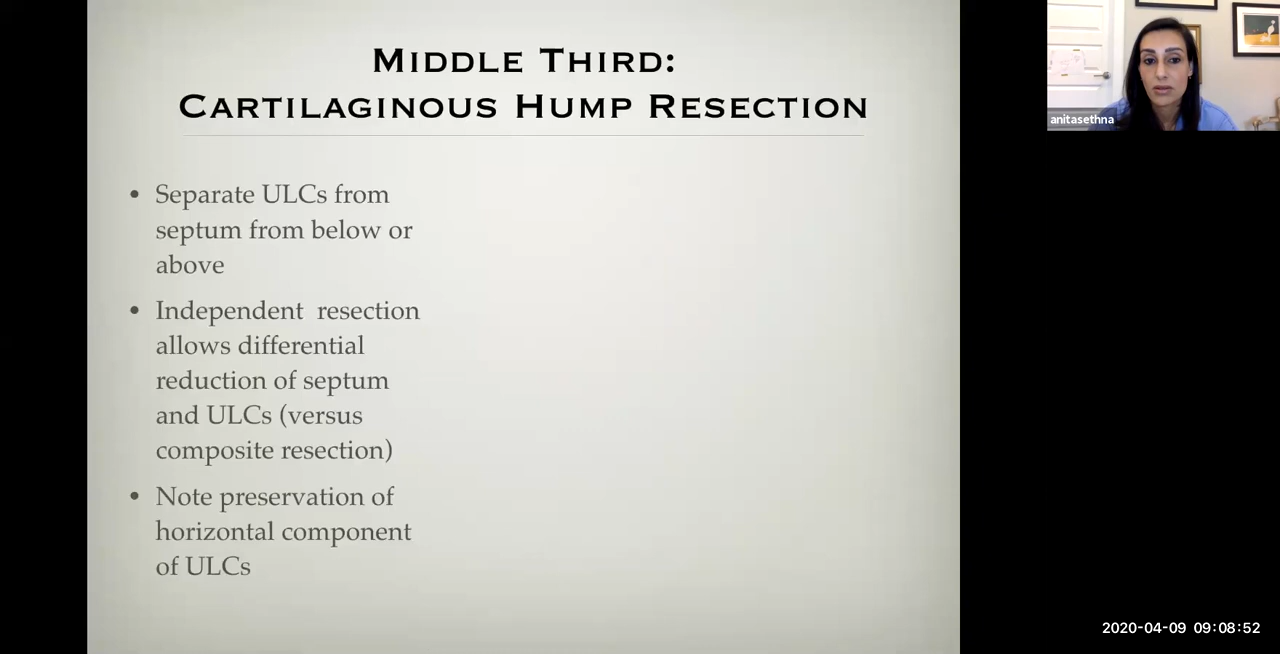 MIDDLE THIRD:
CARTILAGINOUS HUMP RESECTION
• Separate ULCs from
septum from below or
above
• Independent  resection
allows differential
reduction of septum
and ULCs (versus
composite resection)
• Note preservation of
horizontal component
of ULCs
anitasethna
2020-04-09 09:08:52